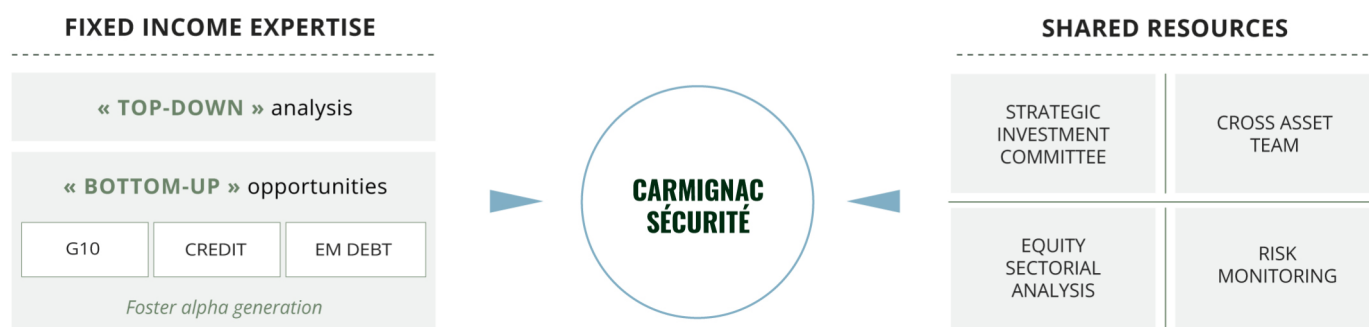 FIXED INCOME EXPERTISE
« TOP-DOWN » analysis
« BOTTOM-UP » opportunities
G10
CREDIT
EM DEBT
Foster alpha generation
CARMIGNAC
SÉCURITÉ
SHARED RESOURCES
STRATEGIC
INVESTMENT
COMMITTEE
CROSS ASSET
TEAM
EQUITY
SECTORIAL
ANALYSIS
RISK
MONITORING